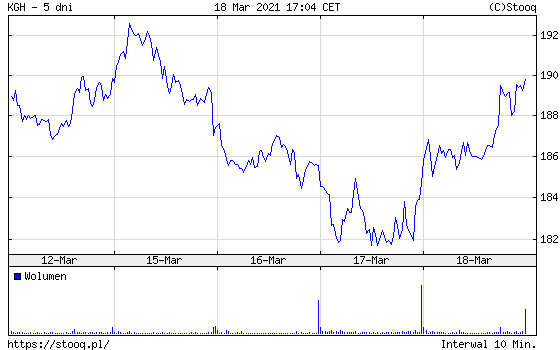 KGH - 5 dni 18 Mar 2021 17:04 CET (C)Stooq
192
190
188
186
184
182
12-Mar 15-Mar 16-Mar 17-Mar 18-Mar
Wolumen
https://stooq.pl/ Interwal 10 Min.